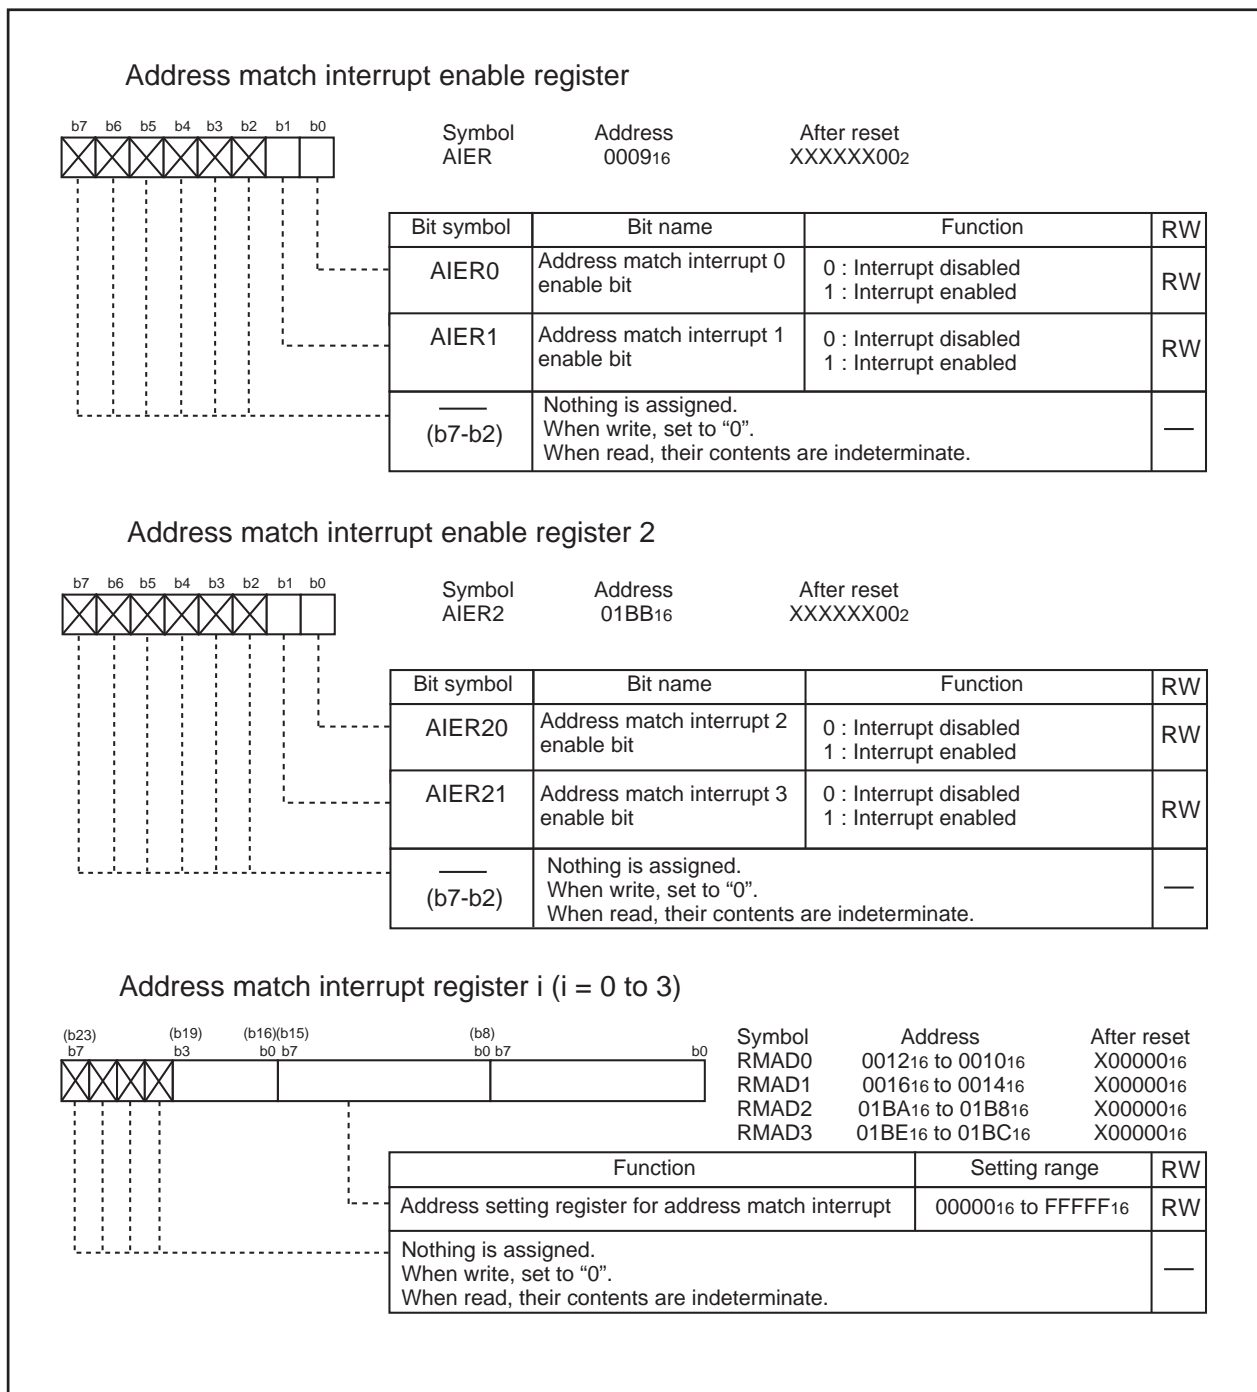 Address match interrupt enable register
b7 b6 b5 b4 b3 b2 b1 b0
Symbol Address After reset
AIER 000916 XXXXXX002
Bit symbol Bit name Function RW
AIER0 Address match interrupt 0 enable bit 0 : Interrupt disabled 1 : Interrupt enabled RW
AIER1 Address match interrupt 1 enable bit 0 : Interrupt disabled 1 : Interrupt enabled RW
—
(b7-b2)
Nothing is assigned.
When write, set to “0”.
When read, their contents are indeterminate.
—
Address match interrupt enable register 2
b7 b6 b5 b4 b3 b2 b1 b0
Symbol Address After reset
AIER2 01BB16 XXXXXX002
Bit symbol Bit name Function RW
AIER20 Address match interrupt 2 enable bit 0 : Interrupt disabled 1 : Interrupt enabled RW
AIER21 Address match interrupt 3 enable bit 0 : Interrupt disabled 1 : Interrupt enabled RW
—
(b7-b2)
Nothing is assigned.
When write, set to “0”.
When read, their contents are indeterminate.
—
Address match interrupt register i (i = 0 to 3)
(b23) (b19) (b16)(b15) (b8)
b7 b3 b0 b7 b0 b7 b0
Symbol Address After reset
RMAD0 001216 to 001016 X0000016
RMAD1 001616 to 001416 X0000016
RMAD2 01BA16 to 01B816 X0000016
RMAD3 01BE16 to 01BC16 X0000016
Function Setting range RW
Address setting register for address match interrupt 0000016 to FFFFF16 RW
Nothing is assigned.
When write, set to “0”.
When read, their contents are indeterminate.
—